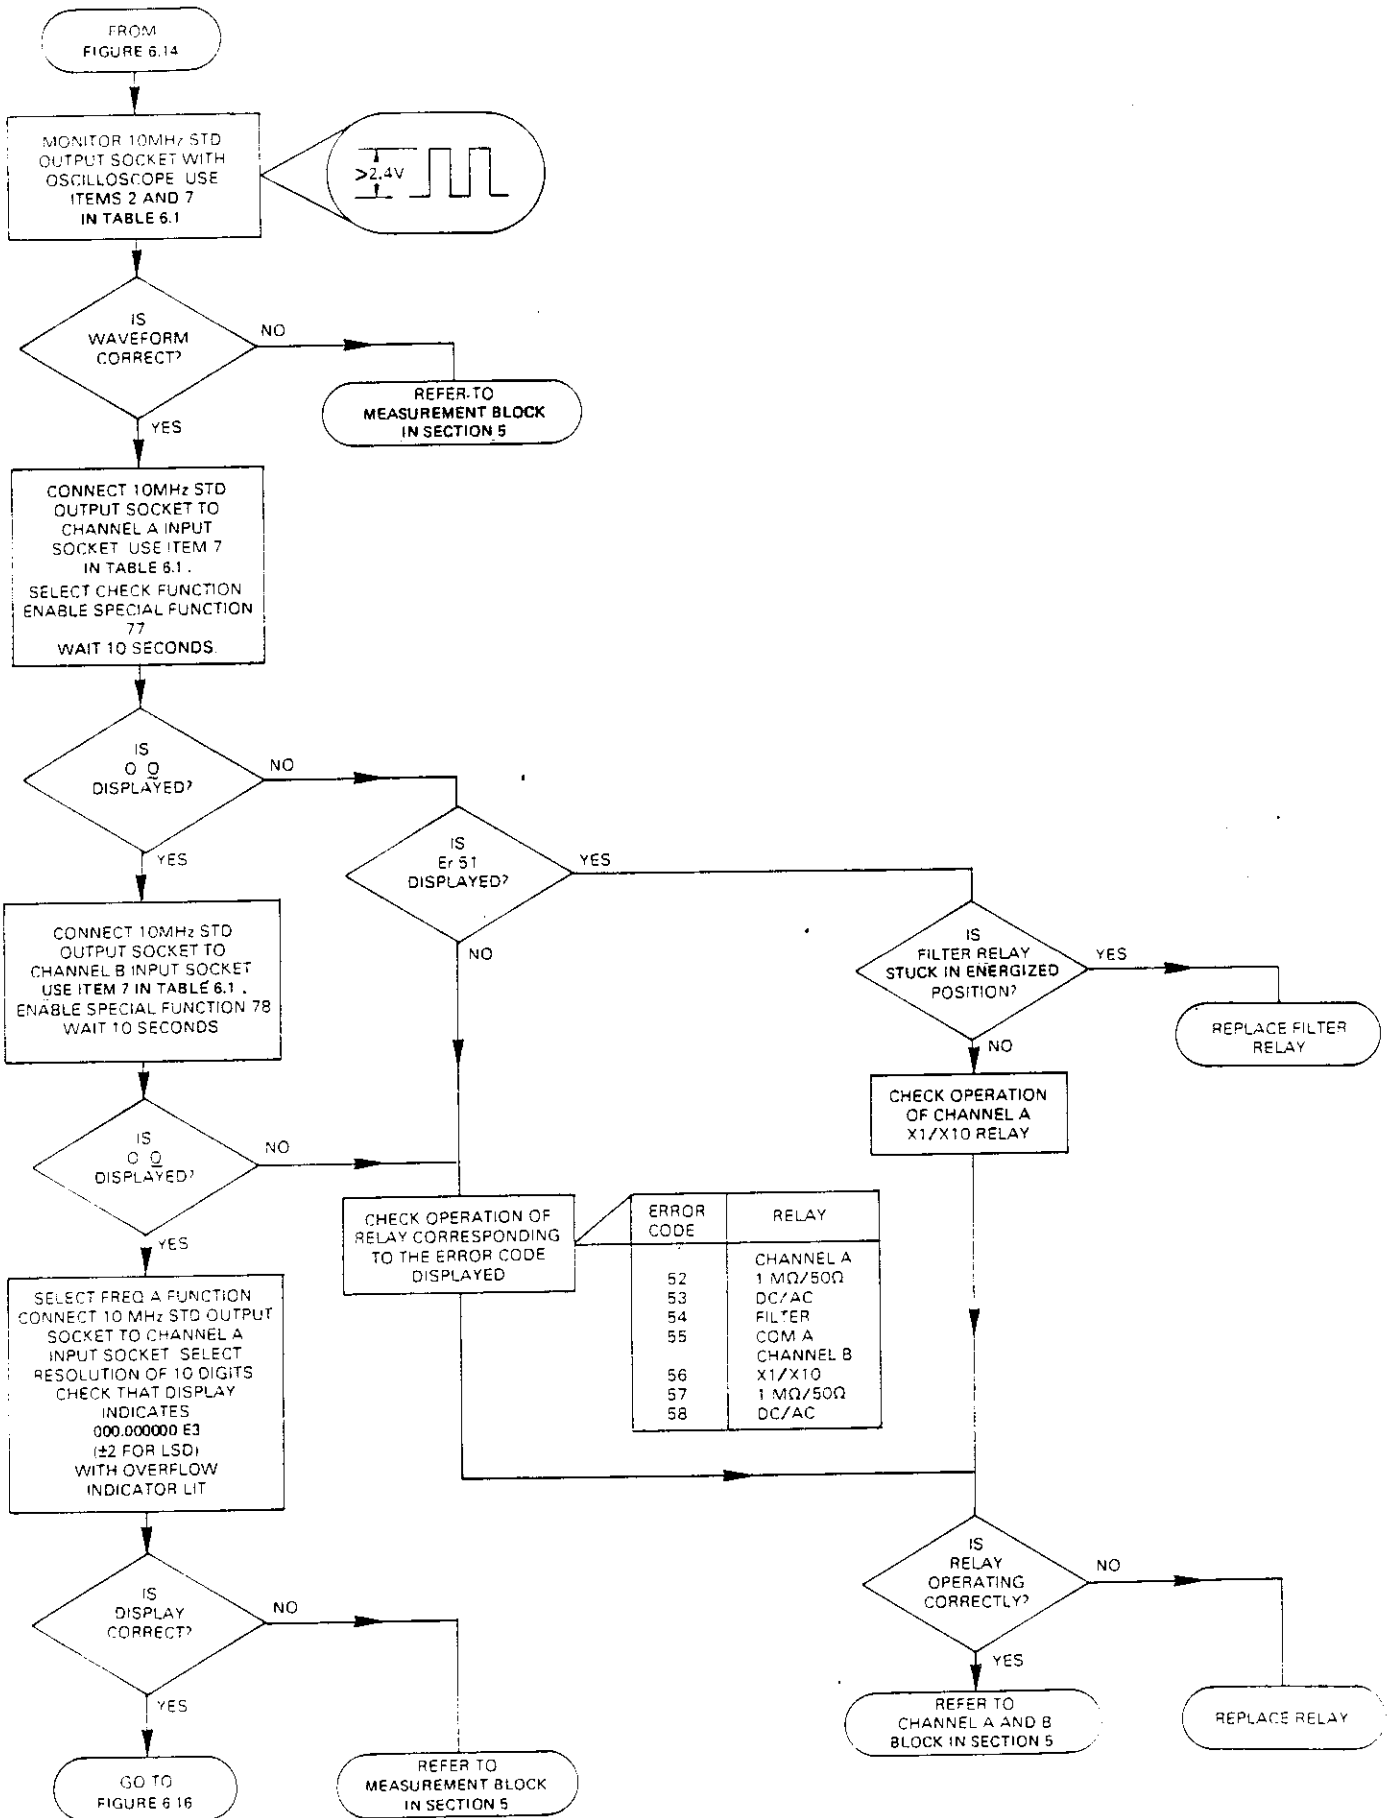 FROM
FIGURE 6.14
MONITOR 10MHz STD
OUTPUT SOCKET WITH
OSCILLOSCOPE USE
ITEMS 2 AND 7
IN TABLE 6.1
>2.4V
IS
WAVEFORM
CORRECT?
NO
REFER TO
MEASUREMENT BLOCK
IN SECTION 5
YES
CONNECT 10MHz STD
OUTPUT SOCKET TO
CHANNEL A INPUT
SOCKET USE ITEM 7
IN TABLE 6.1.
SELECT CHECK FUNCTION
ENABLE SPECIAL FUNCTION
77
WAIT 10 SECONDS.
IS
O O
DISPLAYED?
NO
YES
IS
Er 51
DISPLAYED?
YES
NO
IS
FILTER RELAY
STUCK IN ENERGIZED
POSITION?
YES
REPLACE FILTER
RELAY
NO
CHECK OPERATION
OF CHANNEL A
X1/X10 RELAY
CONNECT 10MHz STD
OUTPUT SOCKET TO
CHANNEL B INPUT SOCKET
USE ITEM 7 IN TABLE 6.1.
ENABLE SPECIAL FUNCTION 78
WAIT 10 SECONDS
IS
O O
DISPLAYED?
NO
YES
CHECK OPERATION OF
RELAY CORRESPONDING
TO THE ERROR CODE
DISPLAYED
ERROR CODE RELAY
CHANNEL A
52 1 MΩ/50Ω
53 DC/AC
54 FILTER
55 COM A
CHANNEL B
56 X1/X10
57 1 MΩ/50Ω
58 DC/AC
SELECT FREQ A FUNCTION
CONNECT 10 MHz STD OUTPUT
SOCKET TO CHANNEL A
INPUT SOCKET SELECT
RESOLUTION OF 10 DIGITS
CHECK THAT DISPLAY
INDICATES
000.000000 E3
(±2 FOR LSD)
WITH OVERFLOW
INDICATOR LIT
IS
DISPLAY
CORRECT?
NO
REFER TO
MEASUREMENT BLOCK
IN SECTION 5
YES
GO TO
FIGURE 6 16
IS
RELAY
OPERATING
CORRECTLY?
NO
REPLACE RELAY
YES
REFER TO
CHANNEL A AND B
BLOCK IN SECTION 5